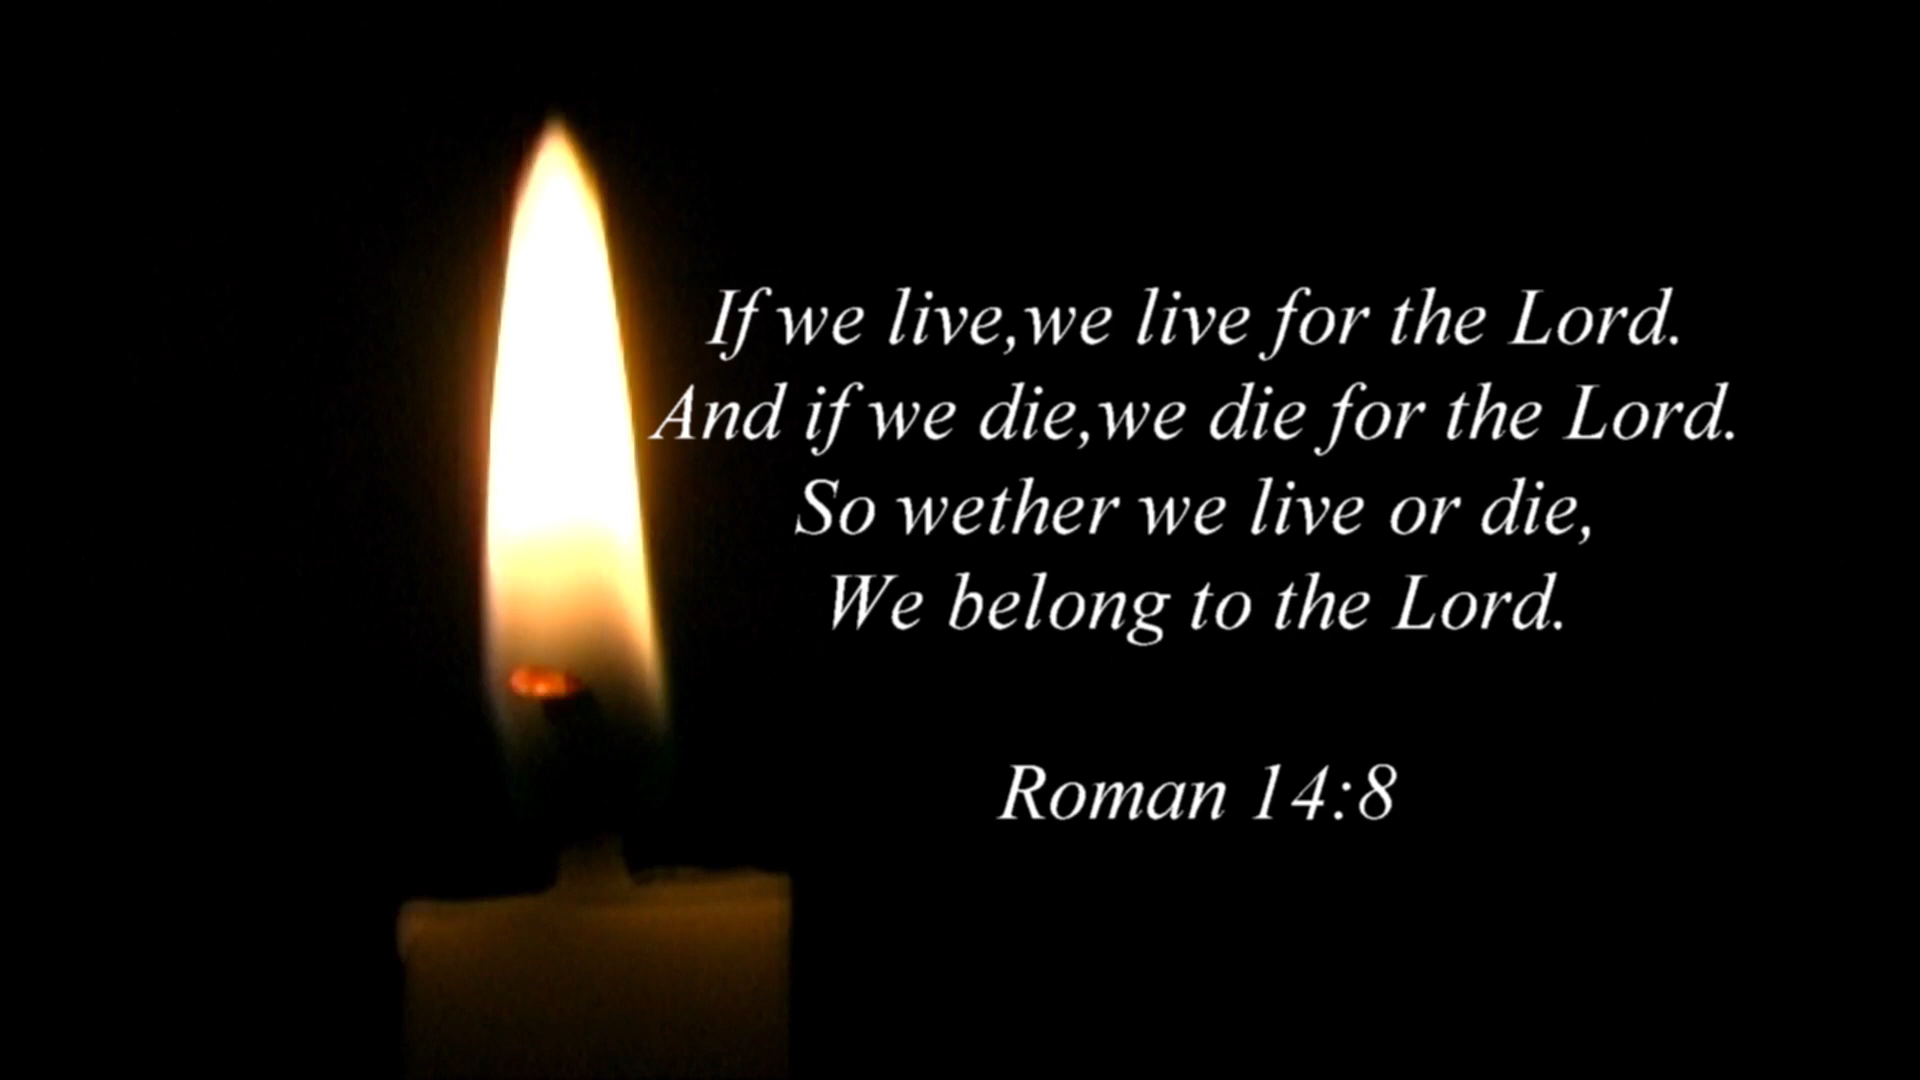 If we live,we live for the Lord.
And if we die,we die for the Lord.
So wether we live or die,
We belong to the Lord.
Roman 14:8